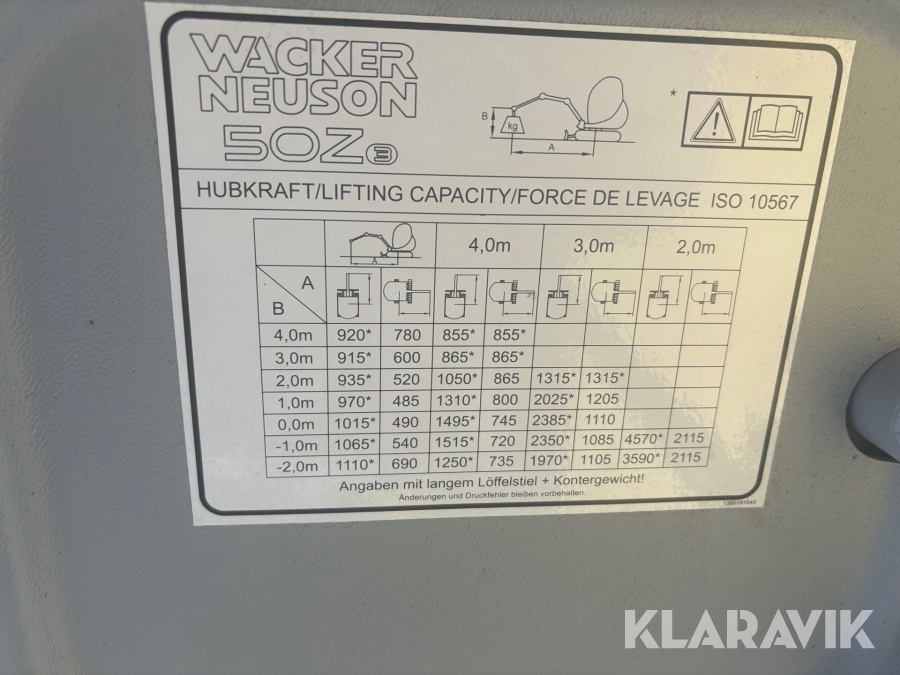 WACKER
NEUSON
50Z3
B kg A
*
HUBKRAFT/LIFTING CAPACITY/FORCE DE LEVAGE ISO 10567
A 4,0m 3,0m 2,0m
A
B
4,0m 920* 780 855* 855*
3,0m 915* 600 865* 865*
2,0m 935* 520 1050* 865 1315* 1315*
1,0m 970* 485 1310* 800 2025* 1205
0,0m 1015* 490 1495* 745 2385* 1110
-1,0m 1065* 540 1515* 720 2350* 1085 4570* 2115
-2,0m 1110* 690 1250* 735 1970* 1105 3590* 2115
Angaben mit langem Löffelstiel + Kontergewicht!
Änderungen und Druckfehler bleiben vorbehalten.
KLARAVIK